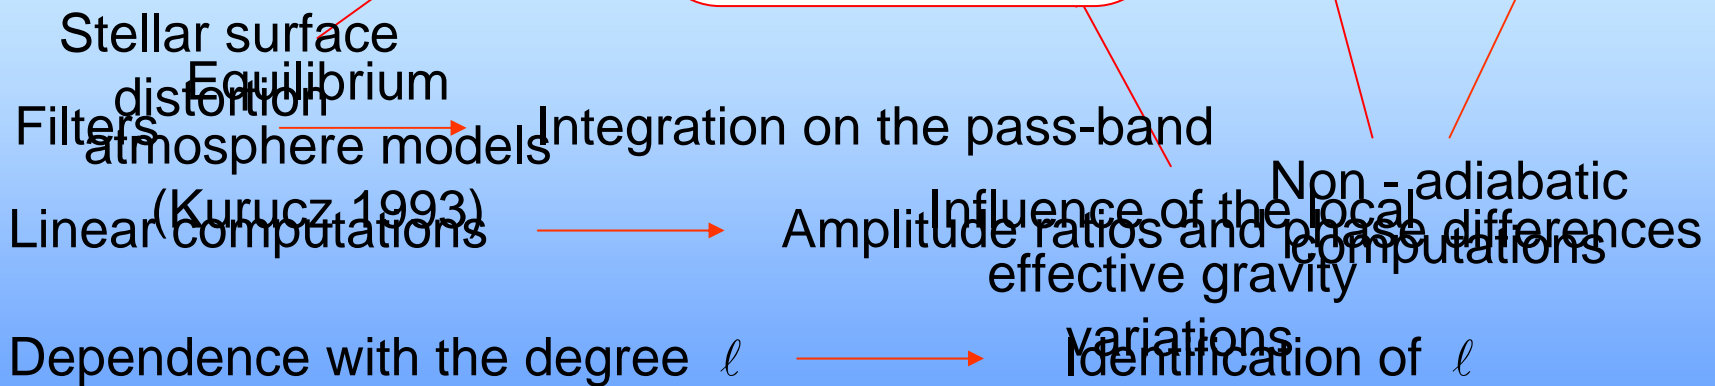 Stellar surface
distortion
Equilibrium
atmosphere models
(Kurucz 1993)
Filters
Integration on the pass-band
Non - adiabatic
computations
Influence of the local
effective gravity
variations
Linear computations
Amplitude ratios and phase differences
Dependence with the degree ℓ
Identification of ℓ